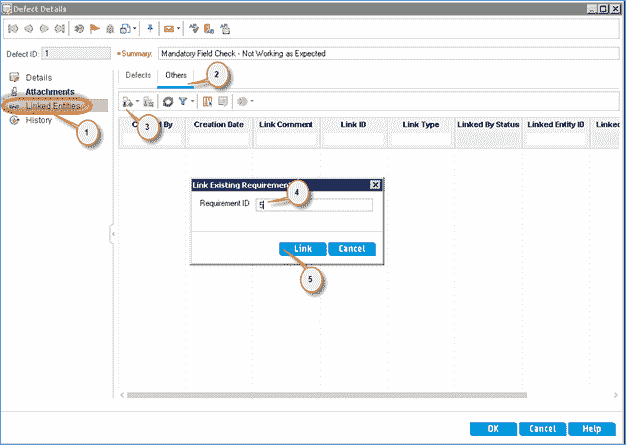 Defect Details
Defect ID: 1
*Summary: Mandatory Field Check - Not Working as Expected
Details
Attachments
Linked Entities
History
Defects
Others
2
1
3
By
Creation Date
Link Comment
Link ID
Link Type
Linked By Status
Linked Entity ID
Linked
Link Existing Requirement
4
Requirement ID
5
Link
Cancel
5
OK
Cancel
Help